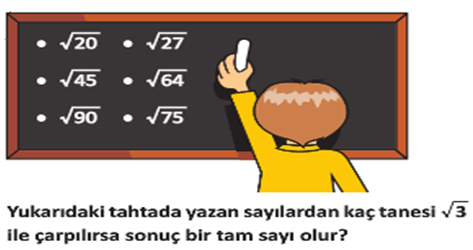 • √20 • √27
• √45 • √64
• √90 • √75
Yukarıdaki tahtada yazan sayılardan kaç tanesi √3
ile çarpılırsa sonuç bir tam sayı olur?